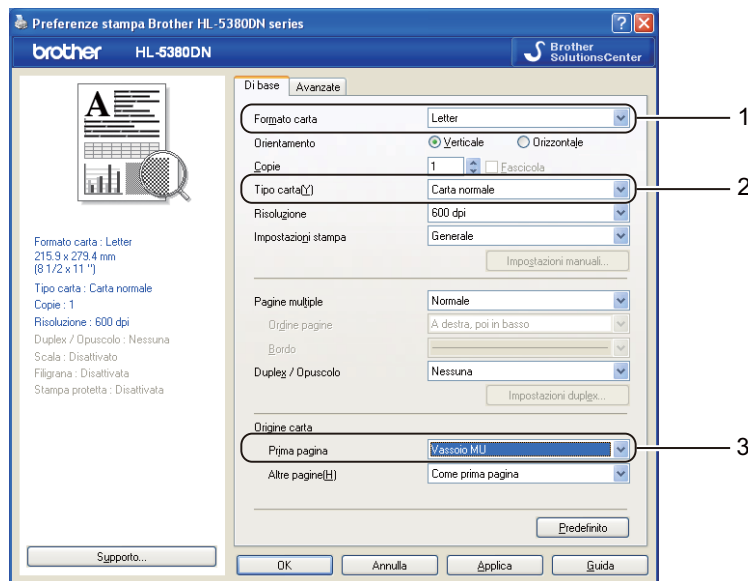 Preferenze stampa Brother HL-5380DN series
brother HL-5380DN
Brother
SolutionsCenter
Di base Avanzate
Formato carta Letter 1
Orientamento Verticale Orizzontale
Copie 1 Fascicola
Tipo carta(Y) Carta normale 2
Risoluzione 600 dpi
Impostazioni stampa Generale
Impostazioni manuali...
Pagine multiple Normale
Ordine pagine A destra, poi in basso
Bordo
Duplex / Opuscolo Nessuna
Impostazioni duplex...
Origine carta
Prima pagina Vassoio MU 3
Altre pagine(H) Come prima pagina
Predefinito
A
Formato carta : Letter
215.9 x 279.4 mm
(8 1/2 x 11 '')
Tipo carta : Carta normale
Copie : 1
Risoluzione : 600 dpi
Duplex / Opuscolo : Nessuna
Scala : Disattivato
Filigrana : Disattivata
Stampa protetta : Disattivata
Supporto...
OK Annulla Applica Guida